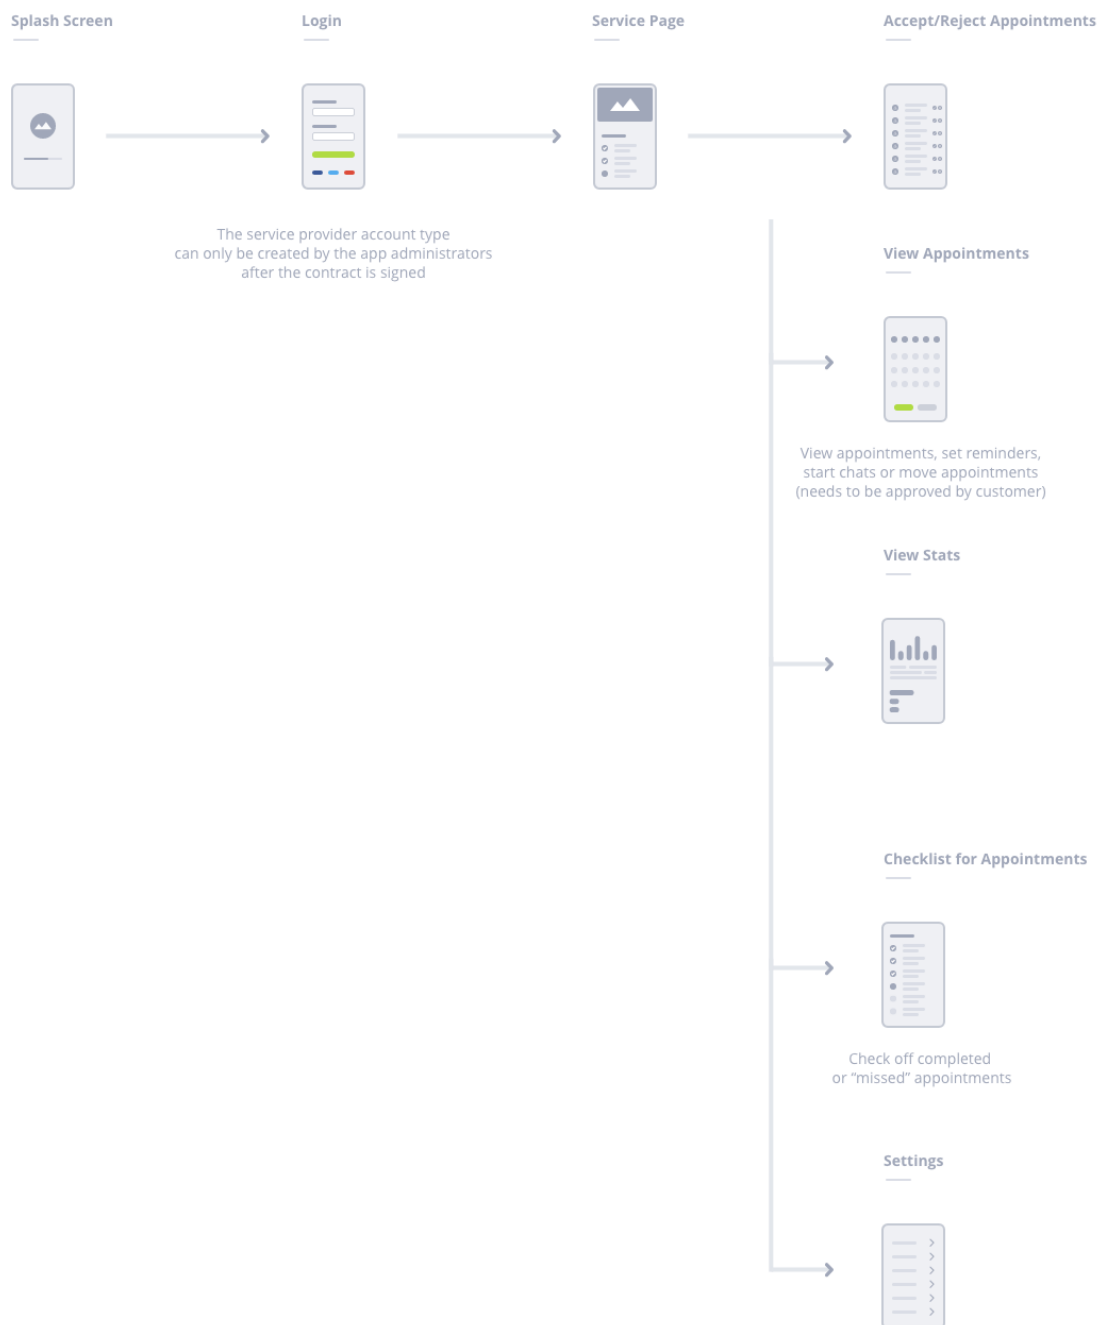 Splash Screen
Login
Service Page
Accept/Reject Appointments
The service provider account type
can only be created by the app administrators
after the contract is signed
View Appointments
View appointments, set reminders,
start chats or move appointments
(needs to be approved by customer)
View Stats
Checklist for Appointments
Check off completed
or “missed” appointments
Settings